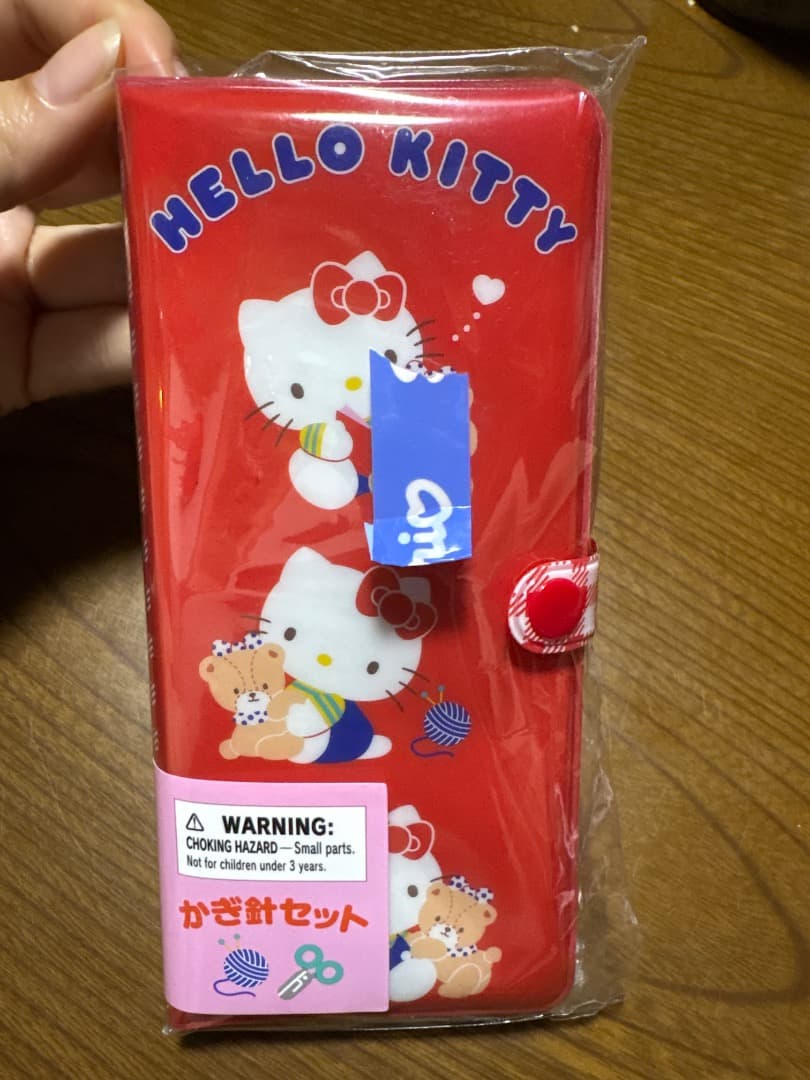 HELLO KITTY
⚠ WARNING:
CHOKING HAZARD — Small parts.
Not for children under 3 years.
かぎ針セット